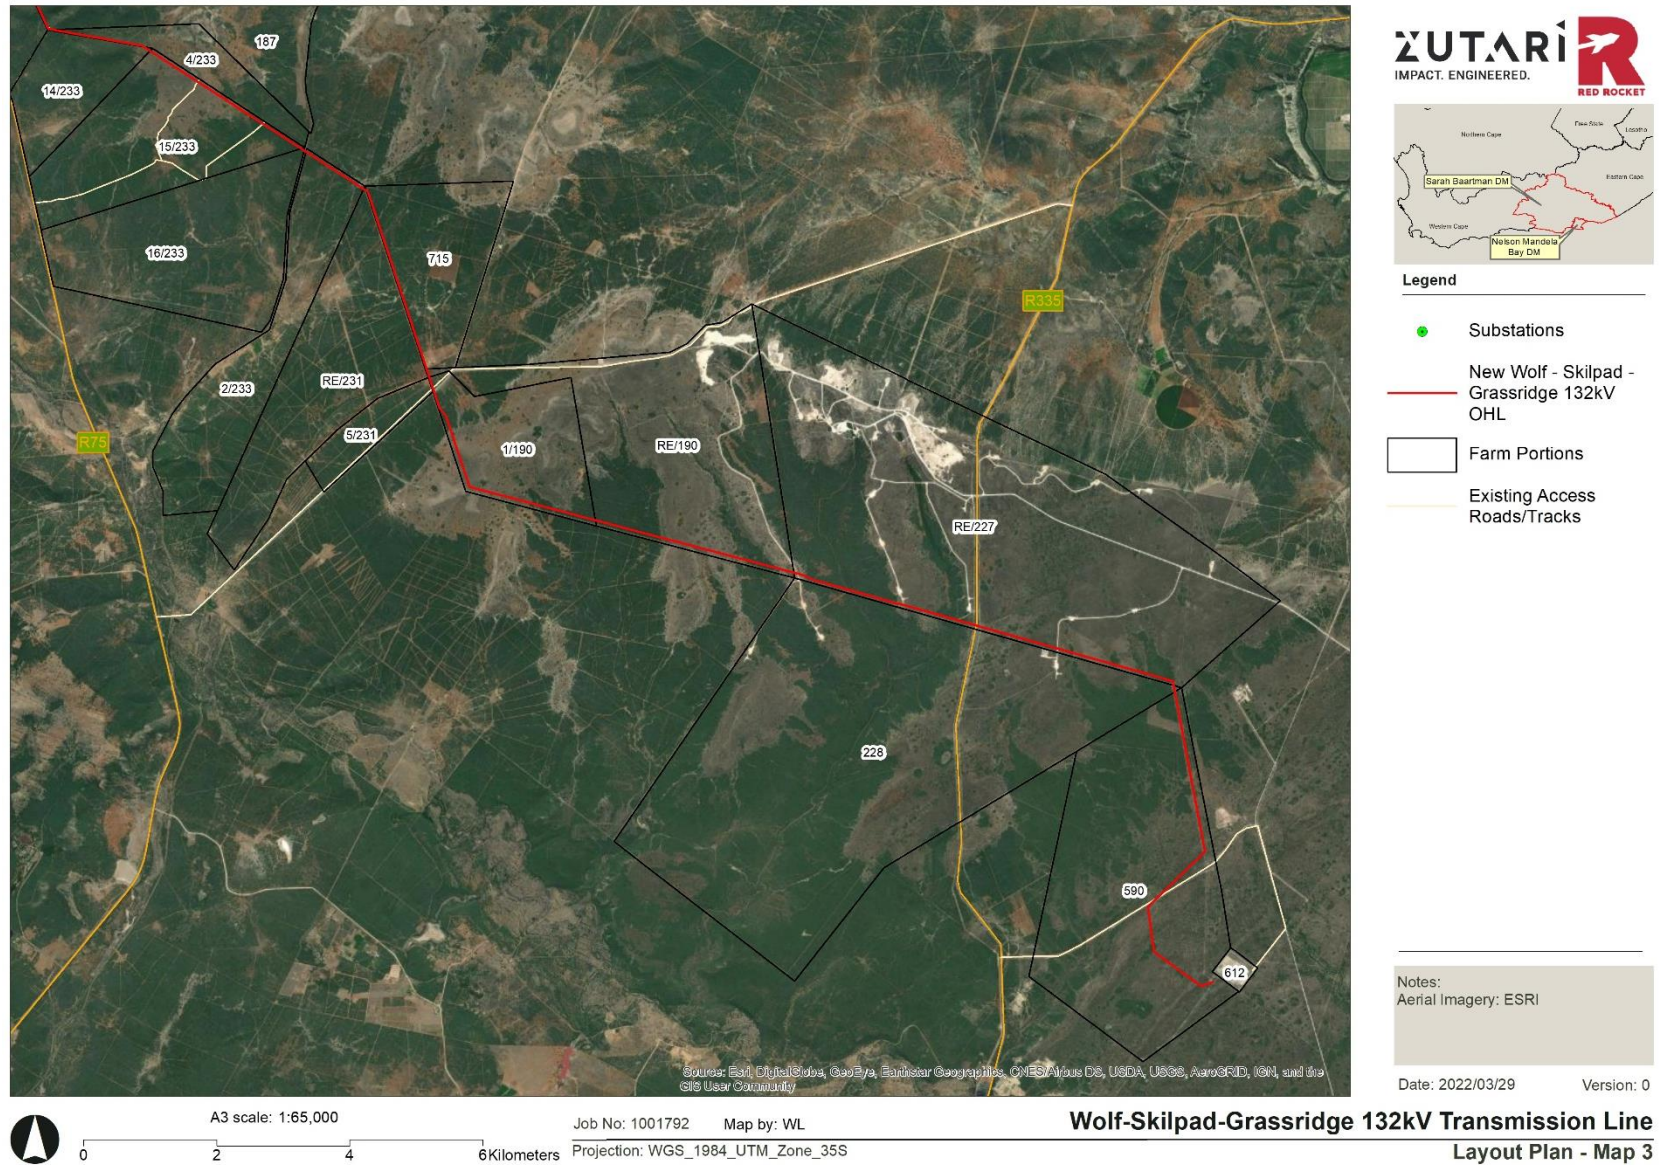 187
4/233
14/233
15/233
16/233
715
R335
RE/231
2/233
5/231
R75
1/190
RE/190
RE/227
228
590
612
Source: Esri, DigitalGlobe, GeoEye, Earthstar Geographics, CNES/Airbus DS, USDA, USGS, AeroGRID, IGN, and the
GIS User Community
ZUTARi
IMPACT. ENGINEERED.
R
RED ROCKET
Northern Cape
Free State
Lesotho
Sarah Baartman DM
Eastern Cape
Western Cape
Nelson Mandela
Bay DM
Legend
Substations
New Wolf - Skilpad -
Grassridge 132kV
OHL
Farm Portions
Existing Access
Roads/Tracks
Notes:
Aerial Imagery: ESRI
Date: 2022/03/29 Version: 0
A3 scale: 1:65,000
0 2 4 6 Kilometers
Job No: 1001792 Map by: WL
Projection: WGS_1984_UTM_Zone_35S
Wolf-Skilpad-Grassridge 132kV Transmission Line
Layout Plan - Map 3